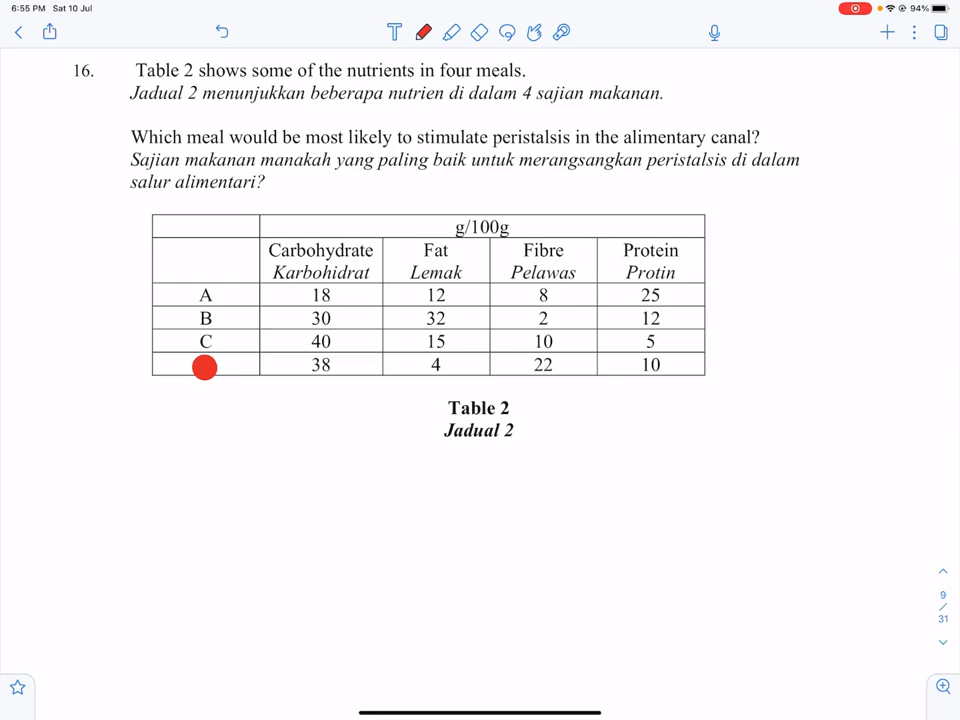 6:55 PM Sat 10 Jul 94%
16. Table 2 shows some of the nutrients in four meals.
Jadual 2 menunjukkan beberapa nutrien di dalam 4 sajian makanan.
Which meal would be most likely to stimulate peristalsis in the alimentary canal?
Sajian makanan manakah yang paling baik untuk merangsangkan peristalsis di dalam
salur alimentari?
g/100g
Carbohydrate Fat Fibre Protein
Karbohidrat Lemak Pelawas Protin
A 18 12 8 25
B 30 32 2 12
C 40 15 10 5
38 4 22 10
Table 2
Jadual 2
9
/
31